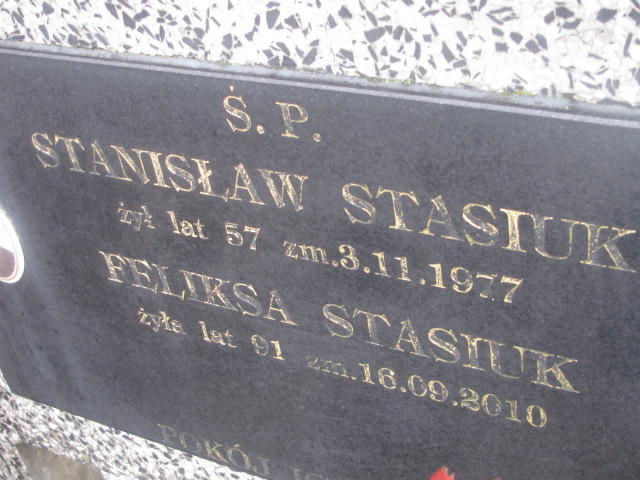 Ś. P.
STANISŁAW STASIUK
żył lat 57 zm.3.11.1977
FELIKSA STASIUK
żyła lat 91 zm.16.09.2010
POKÓJ